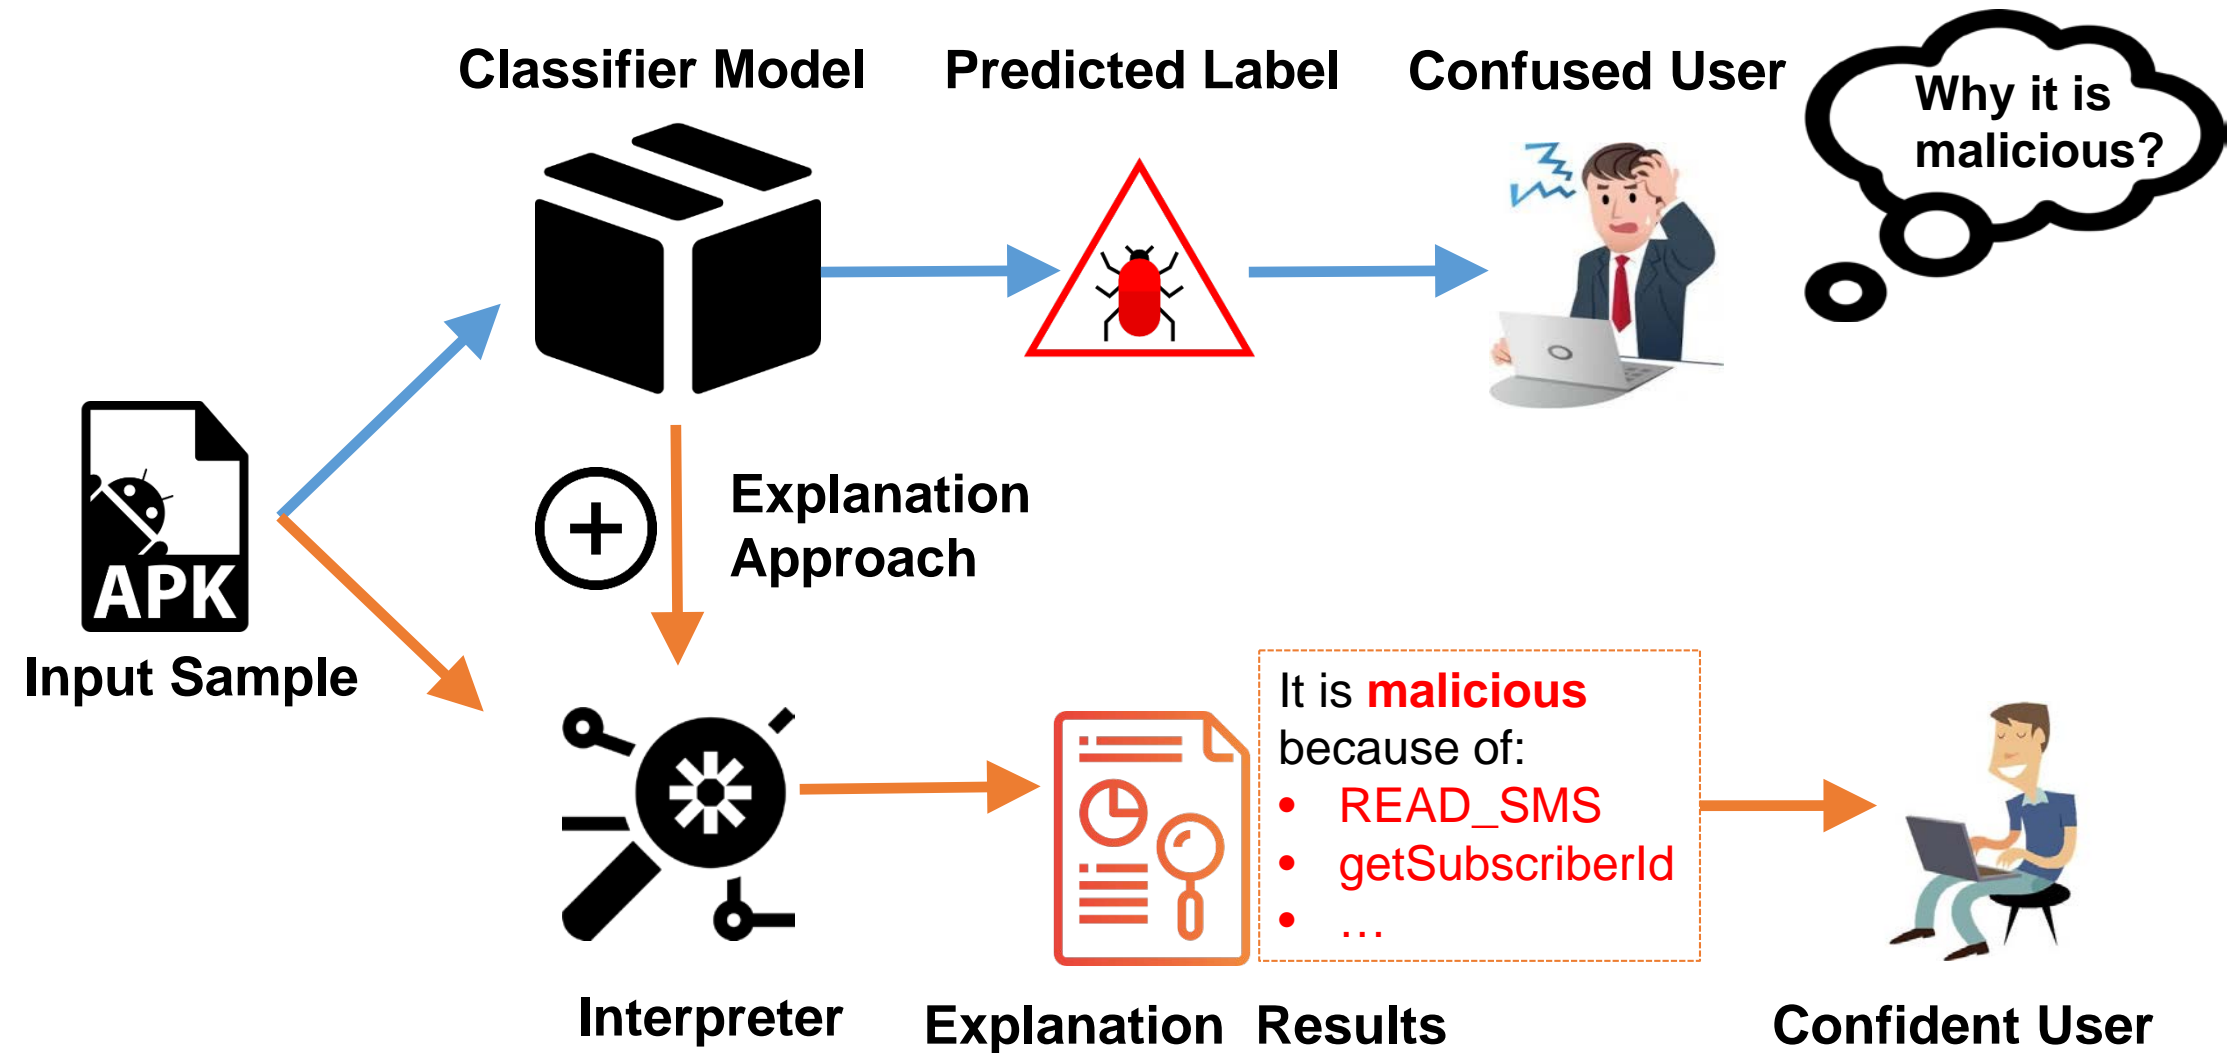 Classifier Model
Predicted Label
Confused User
Why it is
malicious?
APK
Input Sample
Explanation
Approach
It is malicious
because of:
• READ_SMS
• getSubscriberId
• …
Interpreter
Explanation Results
Confident User